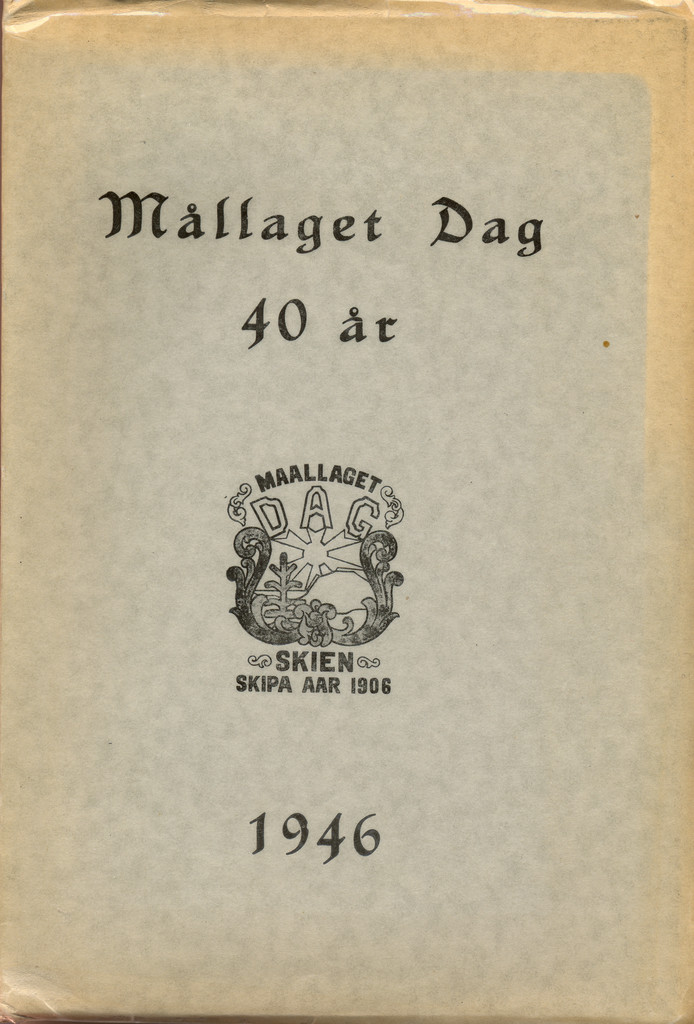 Mållaget Dag
40 år
MAALLAGET
DAG
SKIEN
SKIPA AAR 1906
1946